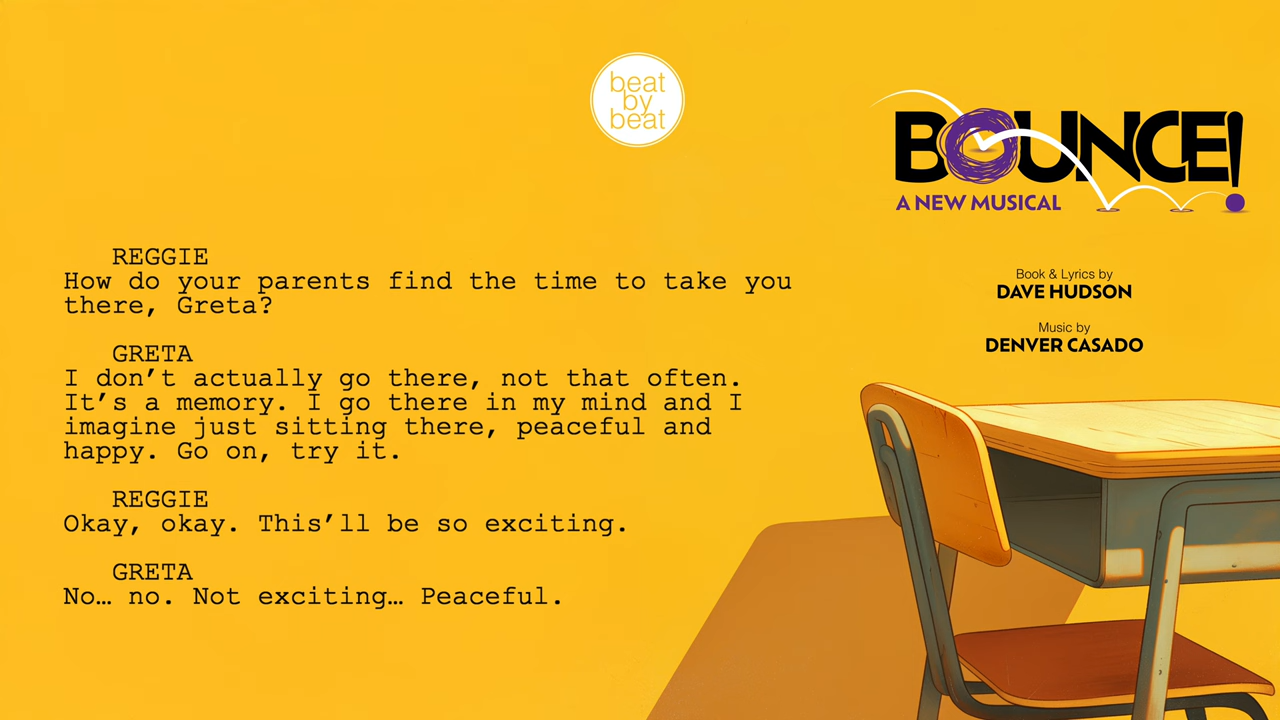 beat
by
beat
BOUNCE!
A NEW MUSICAL
Book & Lyrics by
DAVE HUDSON
Music by
DENVER CASADO
REGGIE
How do your parents find the time to take you
there, Greta?
GRETA
I don’t actually go there, not that often.
It’s a memory. I go there in my mind and I
imagine just sitting there, peaceful and
happy. Go on, try it.
REGGIE
Okay, okay. This’ll be so exciting.
GRETA
No… no. Not exciting… Peaceful.